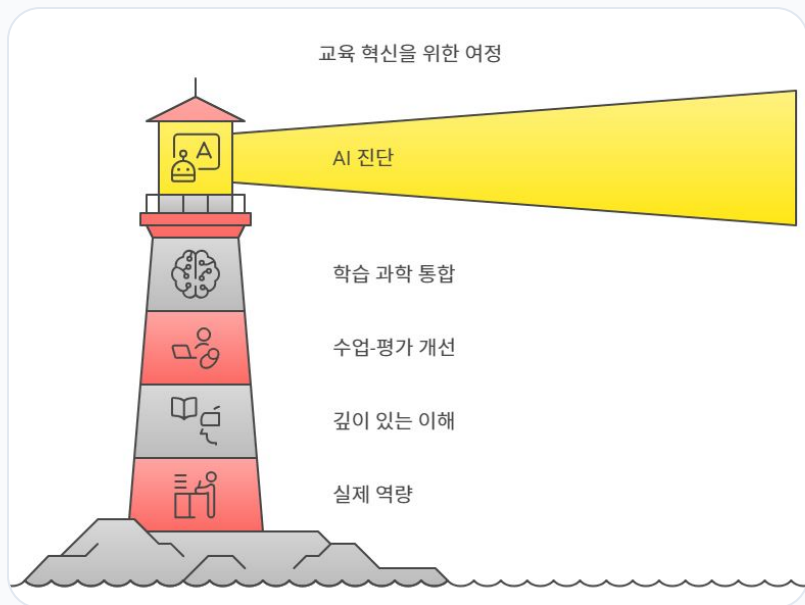 교육 혁신을 위한 여정
A
AI 진단
학습 과학 통합
수업-평가 개선
깊이 있는 이해
실제 역량